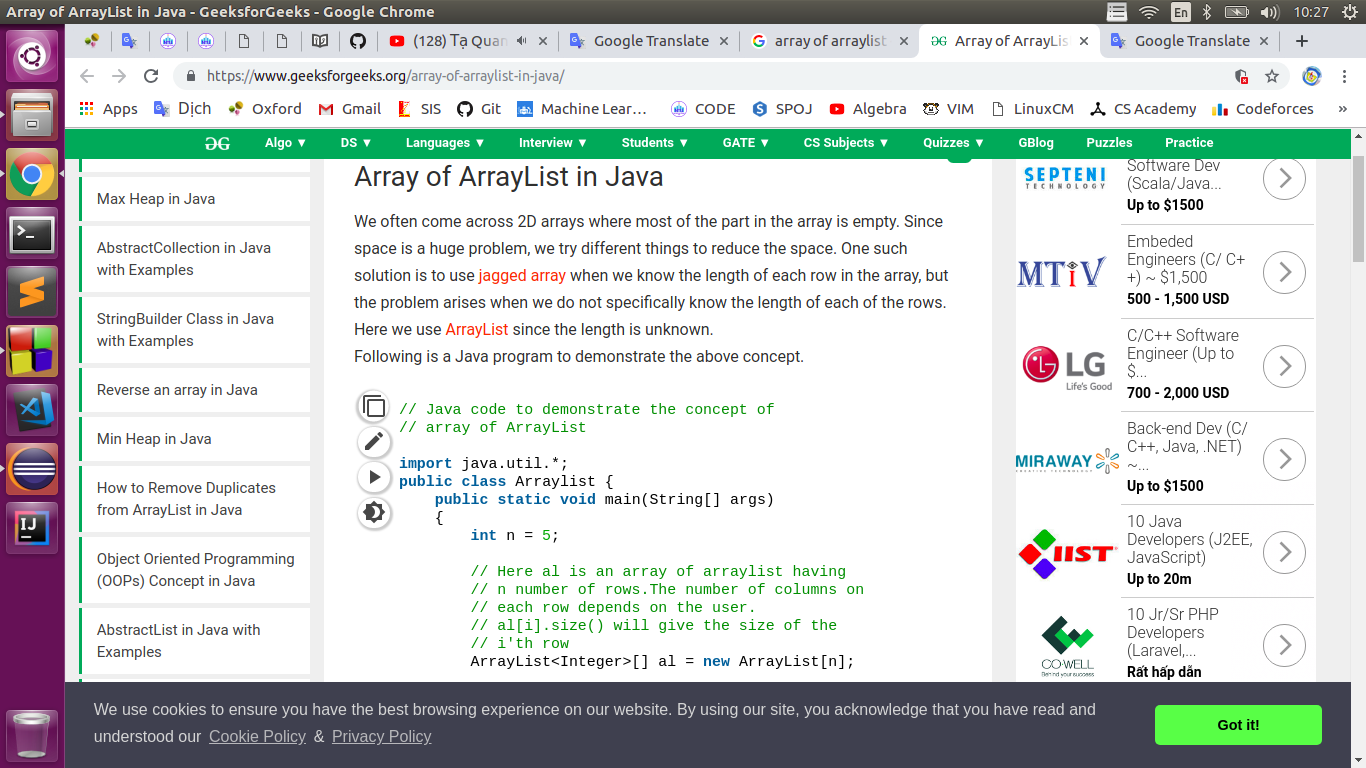 Array of ArrayList in Java - GeeksforGeeks - Google Chrome
En
10:27
(128) Tạ Quan
Google Translate
array of arraylist
Array of ArrayLis
Google Translate
https://www.geeksforgeeks.org/array-of-arraylist-in-java/
Apps
Dịch
Oxford
Gmail
SIS
Git
Machine Lear…
CODE
SPOJ
Algebra
VIM
LinuxCM
CS Academy
Codeforces
»
Algo ▼
DS ▼
Languages ▼
Interview ▼
Students ▼
GATE ▼
CS Subjects ▼
Quizzes ▼
GBlog
Puzzles
Practice
Max Heap in Java
AbstractCollection in Java
with Examples
StringBuilder Class in Java
with Examples
Reverse an array in Java
Min Heap in Java
How to Remove Duplicates
from ArrayList in Java
Object Oriented Programming
(OOPs) Concept in Java
AbstractList in Java with
Examples
Array of ArrayList in Java
We often come across 2D arrays where most of the part in the array is empty. Since
space is a huge problem, we try different things to reduce the space. One such
solution is to use jagged array when we know the length of each row in the array, but
the problem arises when we do not specifically know the length of each of the rows.
Here we use ArrayList since the length is unknown.
Following is a Java program to demonstrate the above concept.
// Java code to demonstrate the concept of
// array of ArrayList
import java.util.*;
public class Arraylist {
public static void main(String[] args)
{
int n = 5;
// Here al is an array of arraylist having
// n number of rows.The number of columns on
// each row depends on the user.
// al[i].size() will give the size of the
// i'th row
ArrayList<Integer>[] al = new ArrayList[n];
SEPTENI
TECHNOLOGY
Software Dev
(Scala/Java...
Up to $1500
MTiV
Embeded
Engineers (C/ C+
+) ~ $1,500
500 - 1,500 USD
LG
Life's Good
C/C++ Software
Engineer (Up to
$...
700 - 2,000 USD
MIRAWAY
Back-end Dev (C/
C++, Java, .NET)
~...
Up to $1500
IIST
10 Java
Developers (J2EE,
JavaScript)
Up to 20m
CO-WELL
Behind your success
10 Jr/Sr PHP
Developers
(Laravel,...
Rất hấp dẫn
We use cookies to ensure you have the best browsing experience on our website. By using our site, you acknowledge that you have read and
understood our Cookie Policy & Privacy Policy
Got it!
IJ